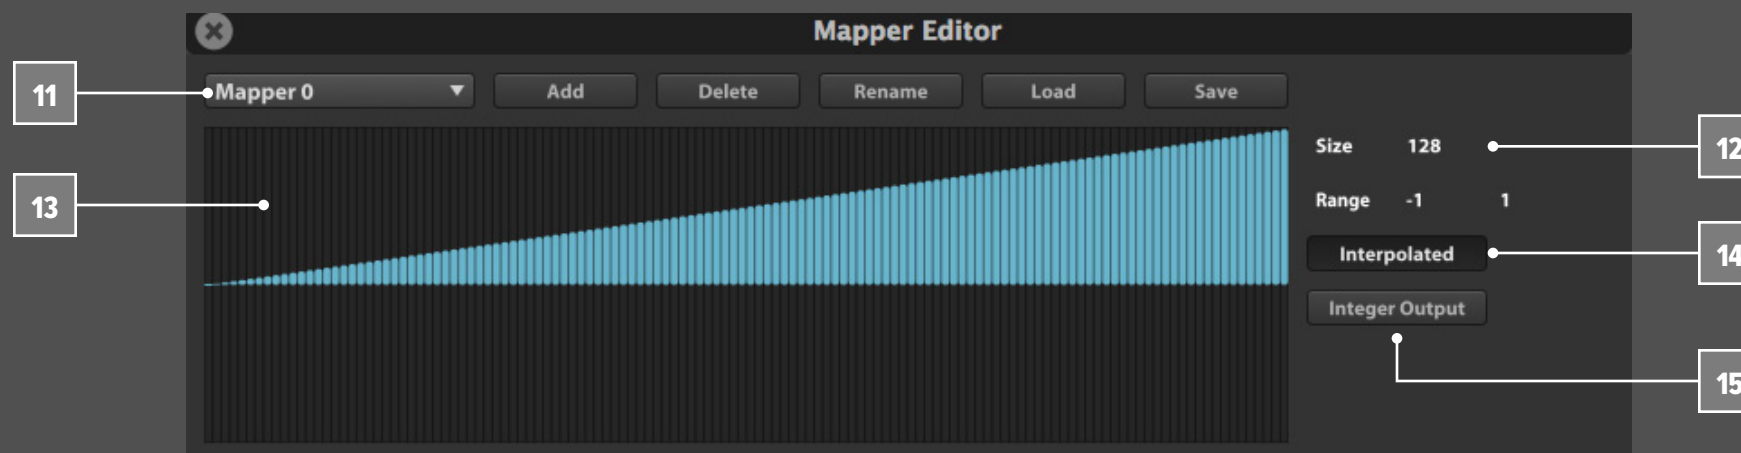 Mapper Editor
11
Mapper 0
Add
Delete
Rename
Load
Save
Size 128
12
13
Range -1 1
Interpolated
14
Integer Output
15